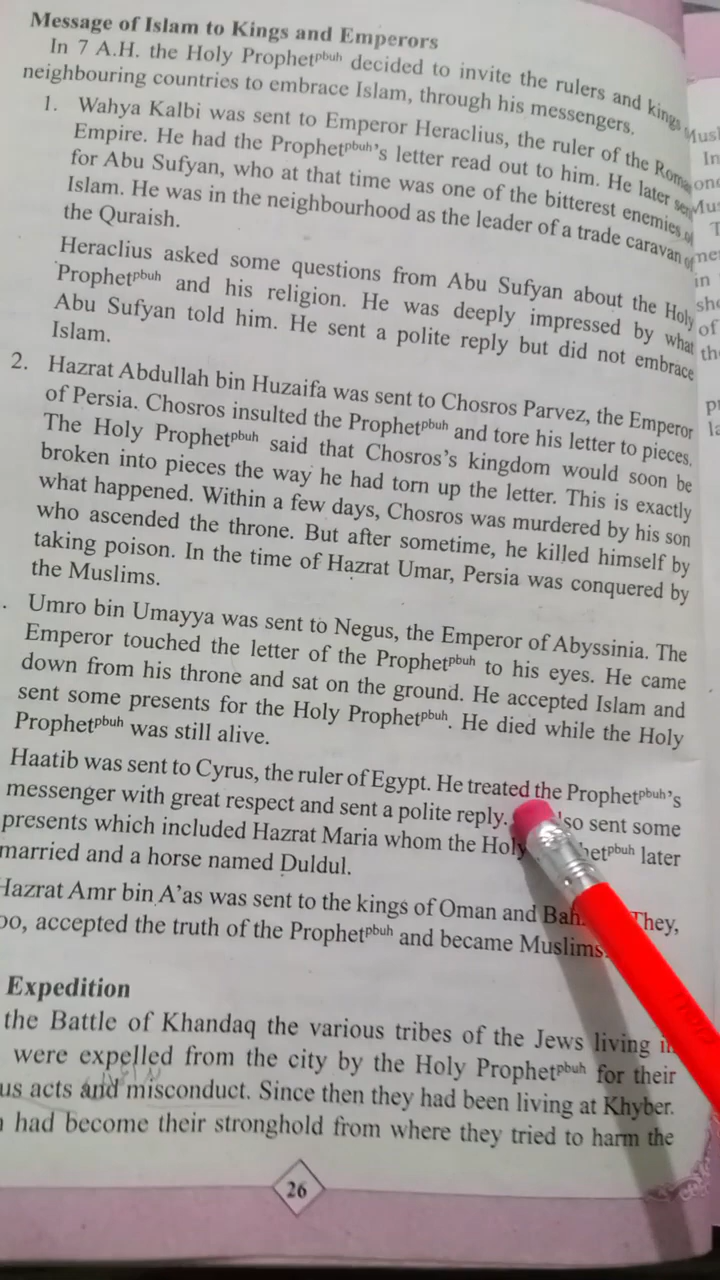 Message of Islam to Kings and Emperors
In 7 A.H. the Holy Prophetpbuh decided to invite the rulers and kings
neighbouring countries to embrace Islam, through his messengers.
1. Wahya Kalbi was sent to Emperor Heraclius, the ruler of the Roma
Empire. He had the Prophetpbuh's letter read out to him. He later sen
for Abu Sufyan, who at that time was one of the bitterest enemies of
Islam. He was in the neighbourhood as the leader of a trade caravan of
the Quraish.
Heraclius asked some questions from Abu Sufyan about the Holy
Prophetpbuh and his religion. He was deeply impressed by what
Abu Sufyan told him. He sent a polite reply but did not embrace
Islam.
2. Hazrat Abdullah bin Huzaifa was sent to Chosros Parvez, the Emperor
of Persia. Chosros insulted the Prophetpbuh and tore his letter to pieces.
The Holy Prophetpbuh said that Chosros's kingdom would soon be
broken into pieces the way he had torn up the letter. This is exactly
what happened. Within a few days, Chosros was murdered by his son
who ascended the throne. But after sometime, he killed himself by
taking poison. In the time of Hazrat Umar, Persia was conquered by
the Muslims.
. Umro bin Umayya was sent to Negus, the Emperor of Abyssinia. The
Emperor touched the letter of the Prophetpbuh to his eyes. He came
down from his throne and sat on the ground. He accepted Islam and
sent some presents for the Holy Prophetpbuh. He died while the Holy
Prophetpbuh was still alive.
Haatib was sent to Cyrus, the ruler of Egypt. He treated the Prophetpbuh's
messenger with great respect and sent a polite reply. lso sent some
presents which included Hazrat Maria whom the Holy hetpbuh later
married and a horse named Duldul.
Hazrat Amr bin A'as was sent to the kings of Oman and Bah They,
oo, accepted the truth of the Prophetpbuh and became Muslims.
Expedition
the Battle of Khandaq the various tribes of the Jews living in
were expelled from the city by the Holy Prophetpbuh for their
us acts and misconduct. Since then they had been living at Khyber.
had become their stronghold from where they tried to harm the
26